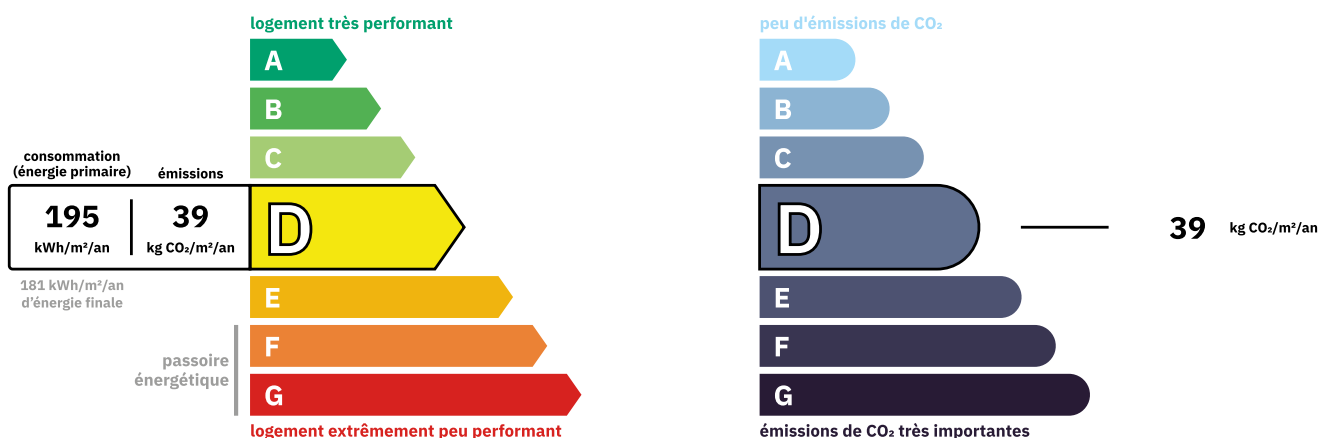 logement très performant
A
B
C
consommation
(énergie primaire)
émissions
195
kWh/m²/an
39
kg CO₂/m²/an
D
181 kWh/m²/an
d'énergie finale
E
F
passoire
énergétique
G
logement extrêmement peu performant
peu d'émissions de CO₂
A
B
C
D
39 kg CO₂/m²/an
E
F
G
émissions de CO₂ très importantes